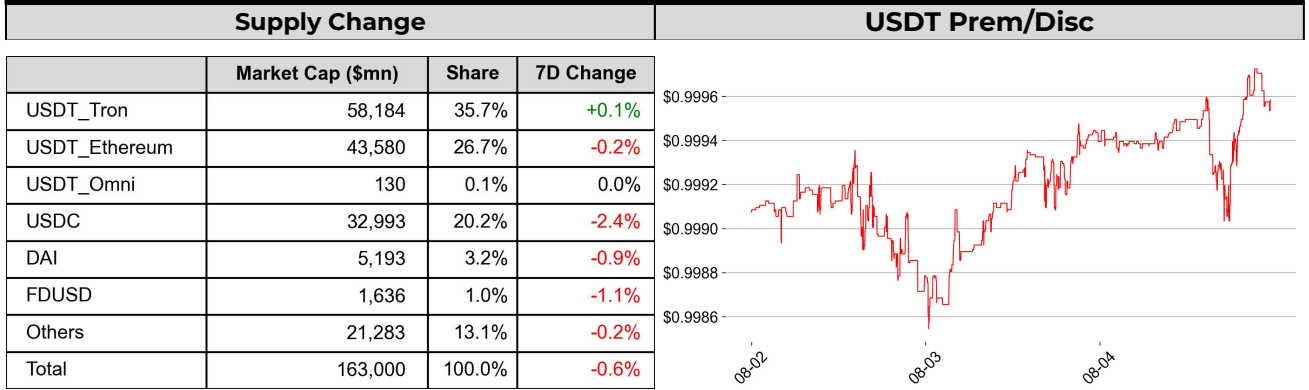 Supply Change
Market Cap ($mn) Share 7D Change
USDT_Tron 58,184 35.7% +0.1%
USDT_Ethereum 43,580 26.7% -0.2%
USDT_Omni 130 0.1% 0.0%
USDC 32,993 20.2% -2.4%
DAI 5,193 3.2% -0.9%
FDUSD 1,636 1.0% -1.1%
Others 21,283 13.1% -0.2%
Total 163,000 100.0% -0.6%
USDT Prem/Disc
$0.9996
$0.9994
$0.9992
$0.9990
$0.9988
$0.9986
08-02 08-03 08-04